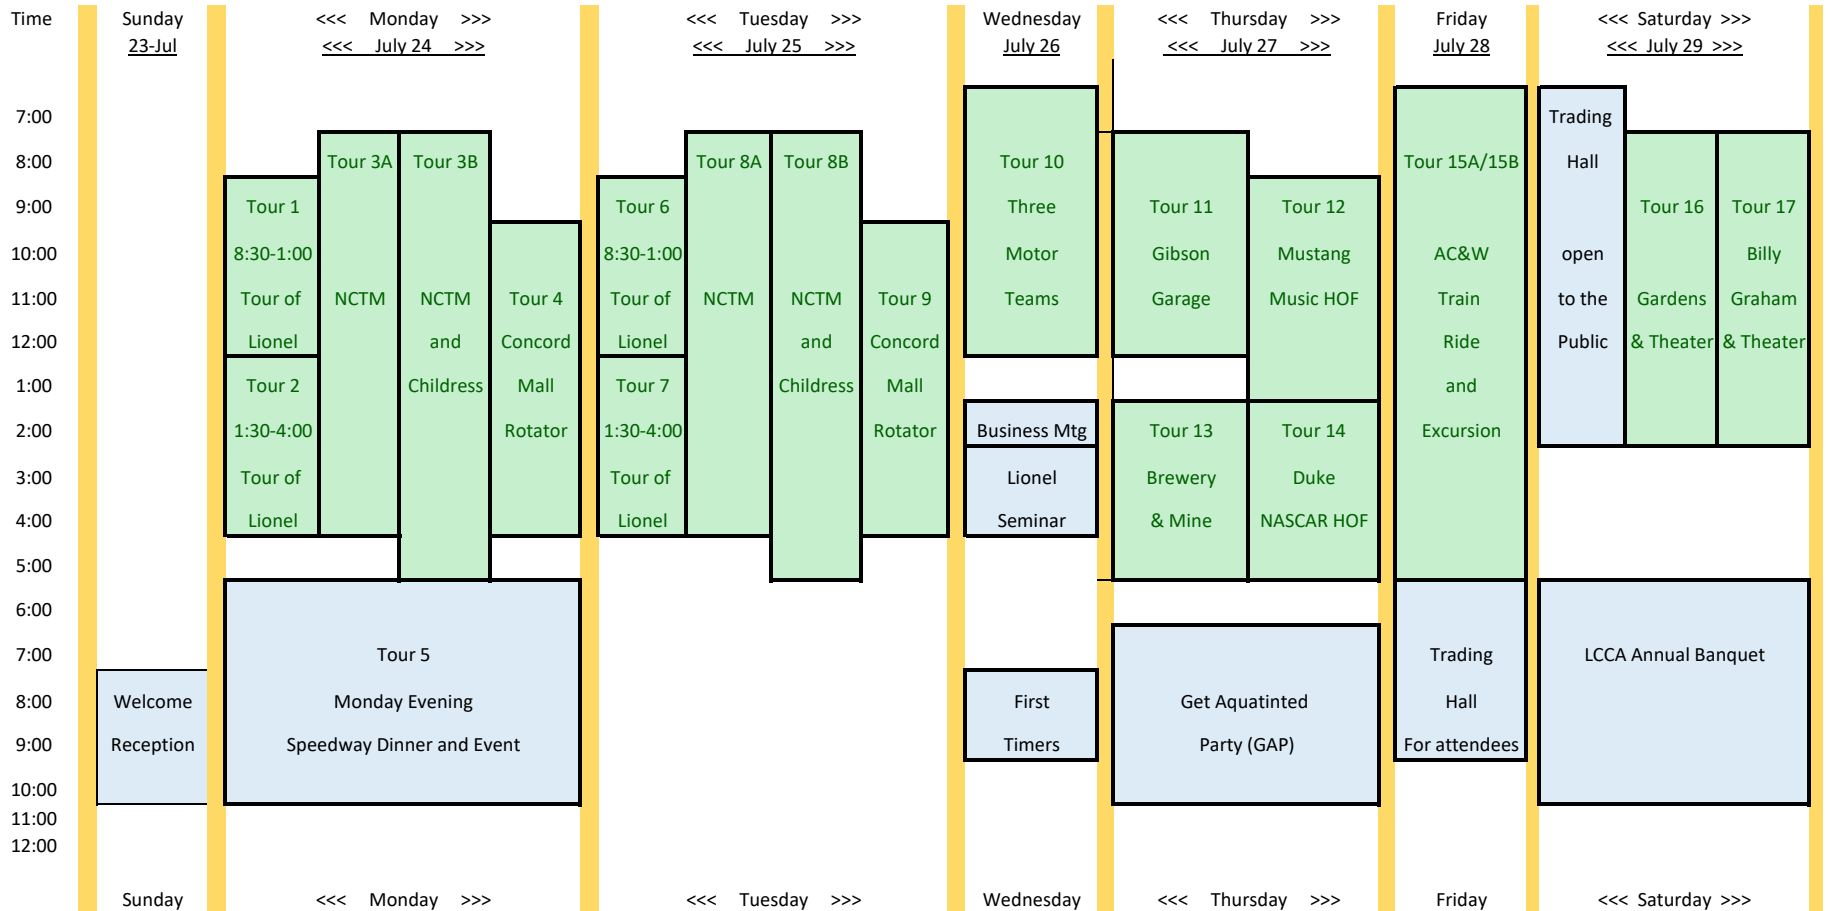 Time Sunday <<< Monday >>> <<< Tuesday >>> Wednesday <<< Thursday >>> Friday <<< Saturday >>>
23-Jul <<< July 24 >>> <<< July 25 >>> July 26 <<< July 27 >>> July 28 <<< July 29 >>>
7:00 Trading
8:00 Tour 3A Tour 3B Tour 8A Tour 8B Tour 10 Tour 15A/15B Hall
9:00 Tour 1 Tour 6 Three Tour 11 Tour 12 Tour 16 Tour 17
10:00 8:30-1:00 8:30-1:00 Motor Gibson Mustang AC&W open Billy
11:00 Tour of NCTM NCTM Tour 4 Tour of NCTM NCTM Tour 9 Teams Garage Music HOF Train to the Gardens Graham
12:00 Lionel and Concord Lionel and Concord Ride Public & Theater & Theater
1:00 Tour 2 Childress Mall Tour 7 Childress Mall and
2:00 1:30-4:00 Rotator 1:30-4:00 Rotator Business Mtg Tour 13 Tour 14 Excursion
3:00 Tour of Tour of Lionel Brewery Duke
4:00 Lionel Lionel Seminar & Mine NASCAR HOF
5:00
6:00
7:00 Tour 5 Trading LCCA Annual Banquet
8:00 Welcome Monday Evening First Get Aquatinted Hall
9:00 Reception Speedway Dinner and Event Timers Party (GAP) For attendees
10:00
11:00
12:00
Sunday <<< Monday >>> <<< Tuesday >>> Wednesday <<< Thursday >>> Friday <<< Saturday >>>